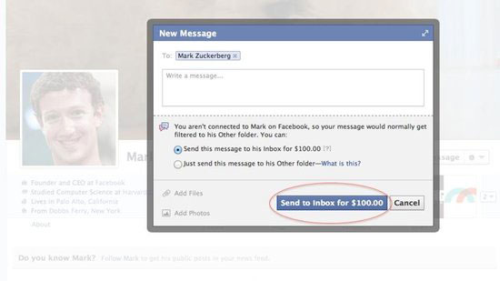 New Message
To: Mark Zuckerberg ×
Write a message...
You aren't connected to Mark on Facebook, so your message would normally get
filtered to his Other folder. You can:
Send this message to his Inbox for $100.00 [?]
Just send this message to his Other folder—What is this?
Add Files
Add Photos
Send to Inbox for $100.00
Cancel
Founder and CEO at Facebook
Studied Computer Science at Harvard
Lives in Palo Alto, California
From Dobbs Ferry, New York
About
Do you know Mark? Follow Mark to get his public posts in your news feed.